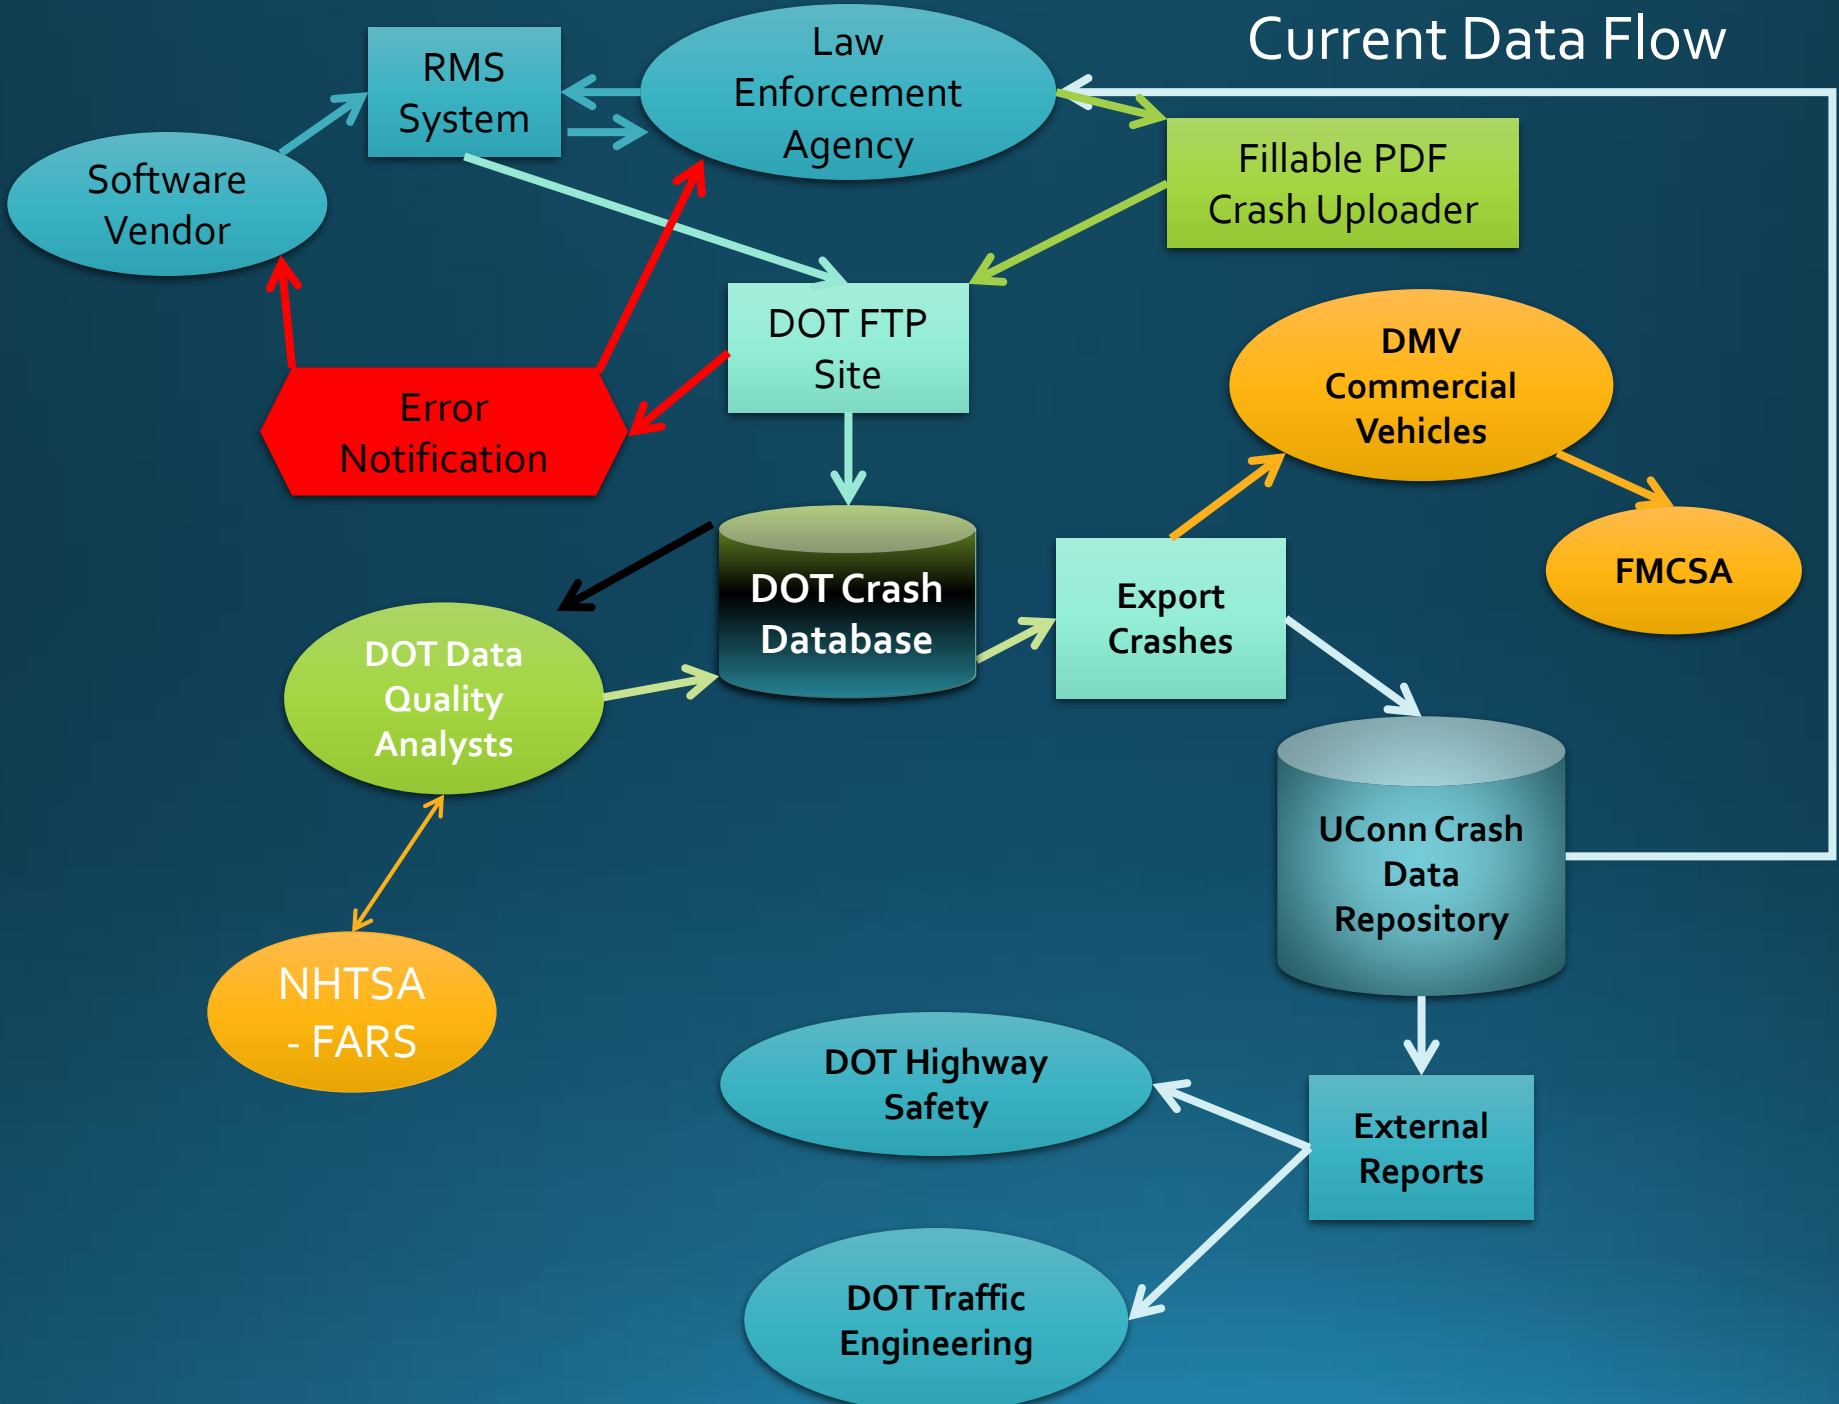 Current Data Flow
RMS
System
Law
Enforcement
Agency
Software
Vendor
Fillable PDF
Crash Uploader
DOT FTP
Site
DMV
Commercial
Vehicles
Error
Notification
FMCSA
DOT Crash
Database
Export
Crashes
DOT Data
Quality
Analysts
UConn Crash
Data
Repository
NHTSA
- FARS
DOT Highway
Safety
External
Reports
DOT Traffic
Engineering